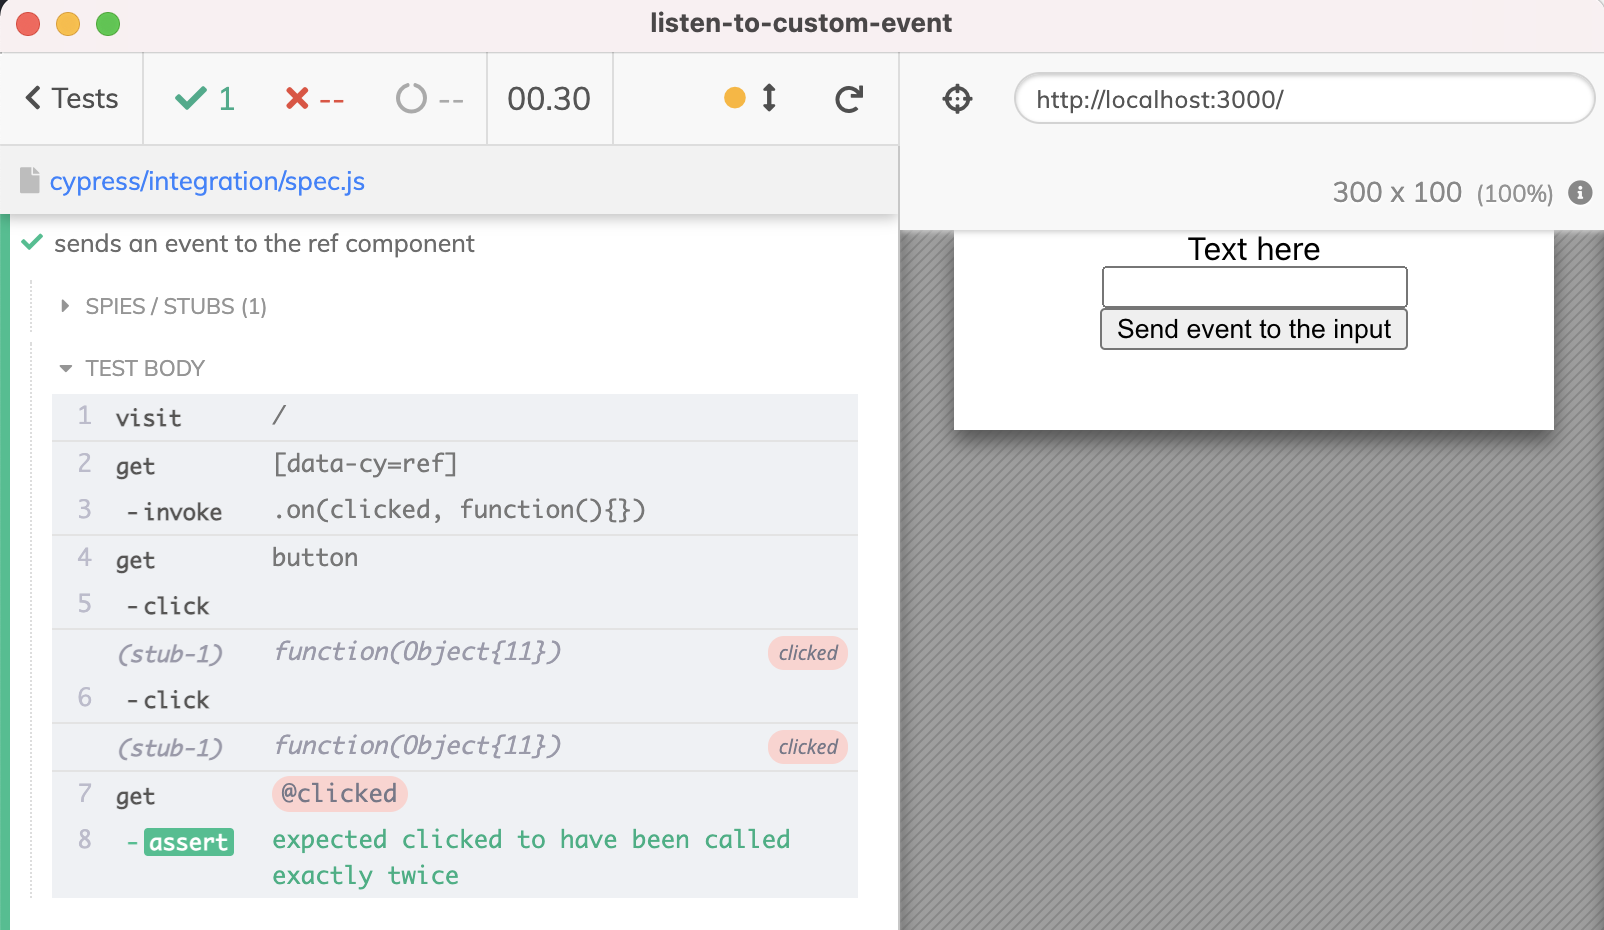 listen-to-custom-event
Tests 1 -- -- 00.30
http://localhost:3000/
cypress/integration/spec.js
300 x 100 (100%)
sends an event to the ref component
SPIES / STUBS (1)
TEST BODY
1 visit /
2 get [data-cy=ref]
3 -invoke .on(clicked, function(){})
4 get button
5 -click
(stub-1) function(Object{11}) clicked
6 -click
(stub-1) function(Object{11}) clicked
7 get @clicked
8 -assert expected clicked to have been called
exactly twice
Text here
Send event to the input